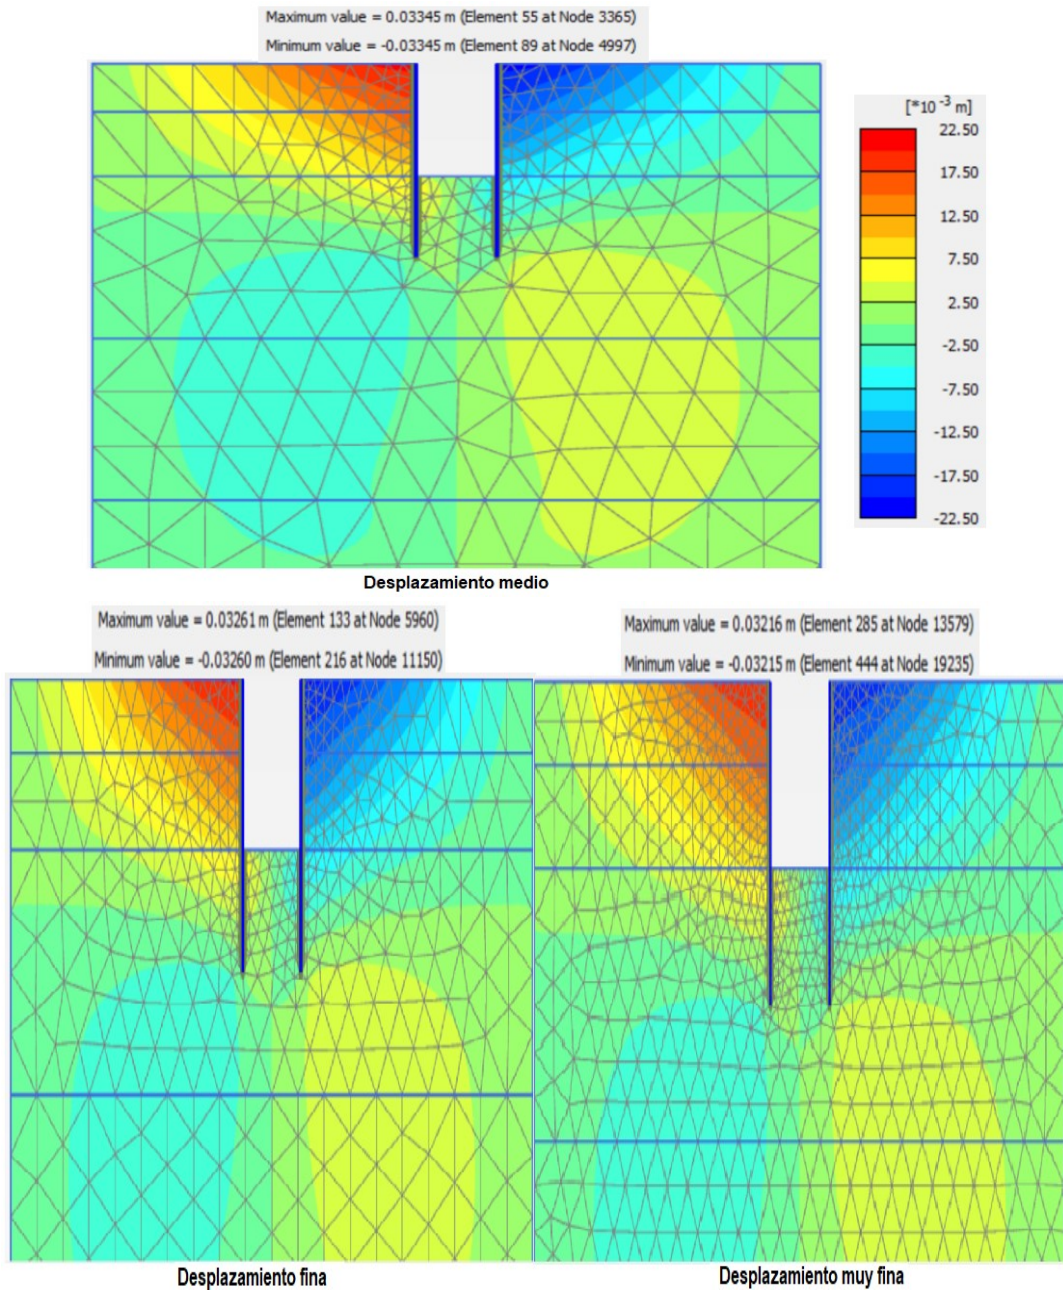 Maximum value = 0.03345 m (Element 55 at Node 3365)
Minimum value = -0.03345 m (Element 89 at Node 4997)
[*10 -3 m]
22.50
17.50
12.50
7.50
2.50
-2.50
-7.50
-12.50
-17.50
-22.50
Desplazamiento medio
Maximum value = 0.03261 m (Element 133 at Node 5960)
Minimum value = -0.03260 m (Element 216 at Node 11150)
Desplazamiento fina
Maximum value = 0.03216 m (Element 285 at Node 13579)
Minimum value = -0.03215 m (Element 444 at Node 19235)
Desplazamiento muy fina